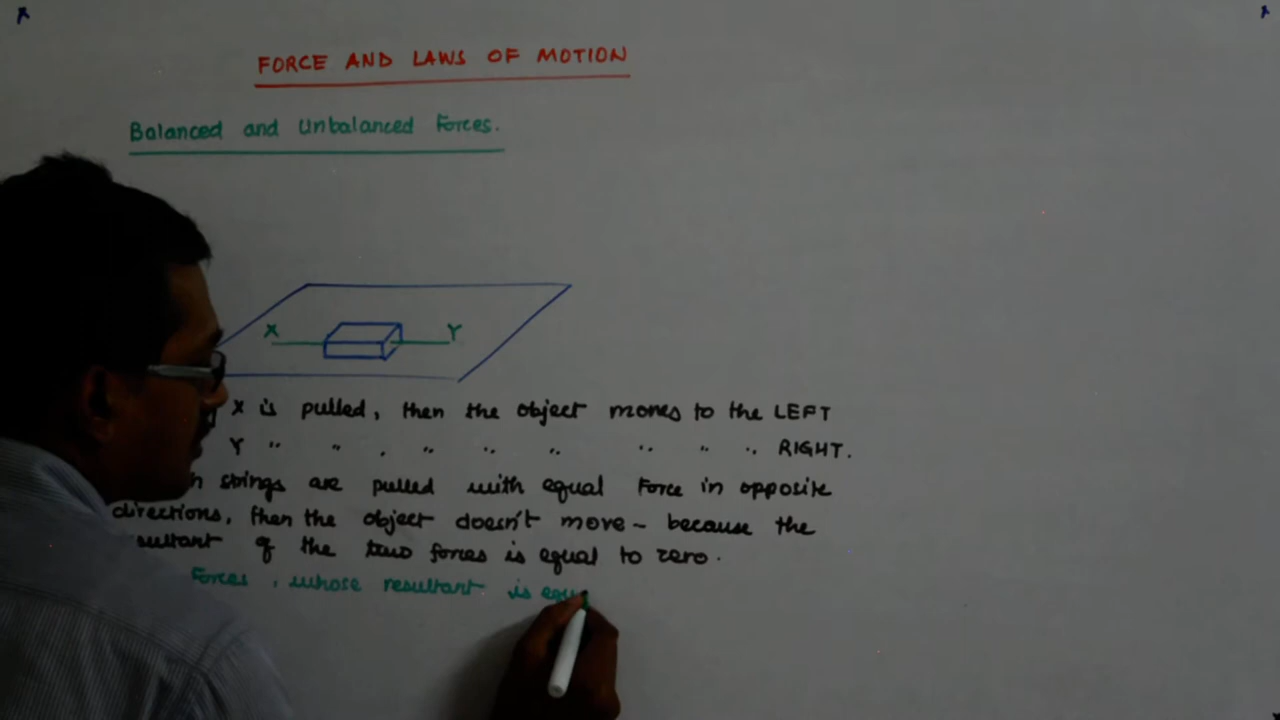 FORCE AND LAWS OF MOTION
Balanced and Unbalanced Forces.
X Y
X is pulled, then the object moves to the LEFT
Y " " , " " " " " " RIGHT.
strings are pulled with equal Force in opposite
directions, then the object doesn't move - because the
of the two forces is equal to zero.
Forces, whose resultant is equ